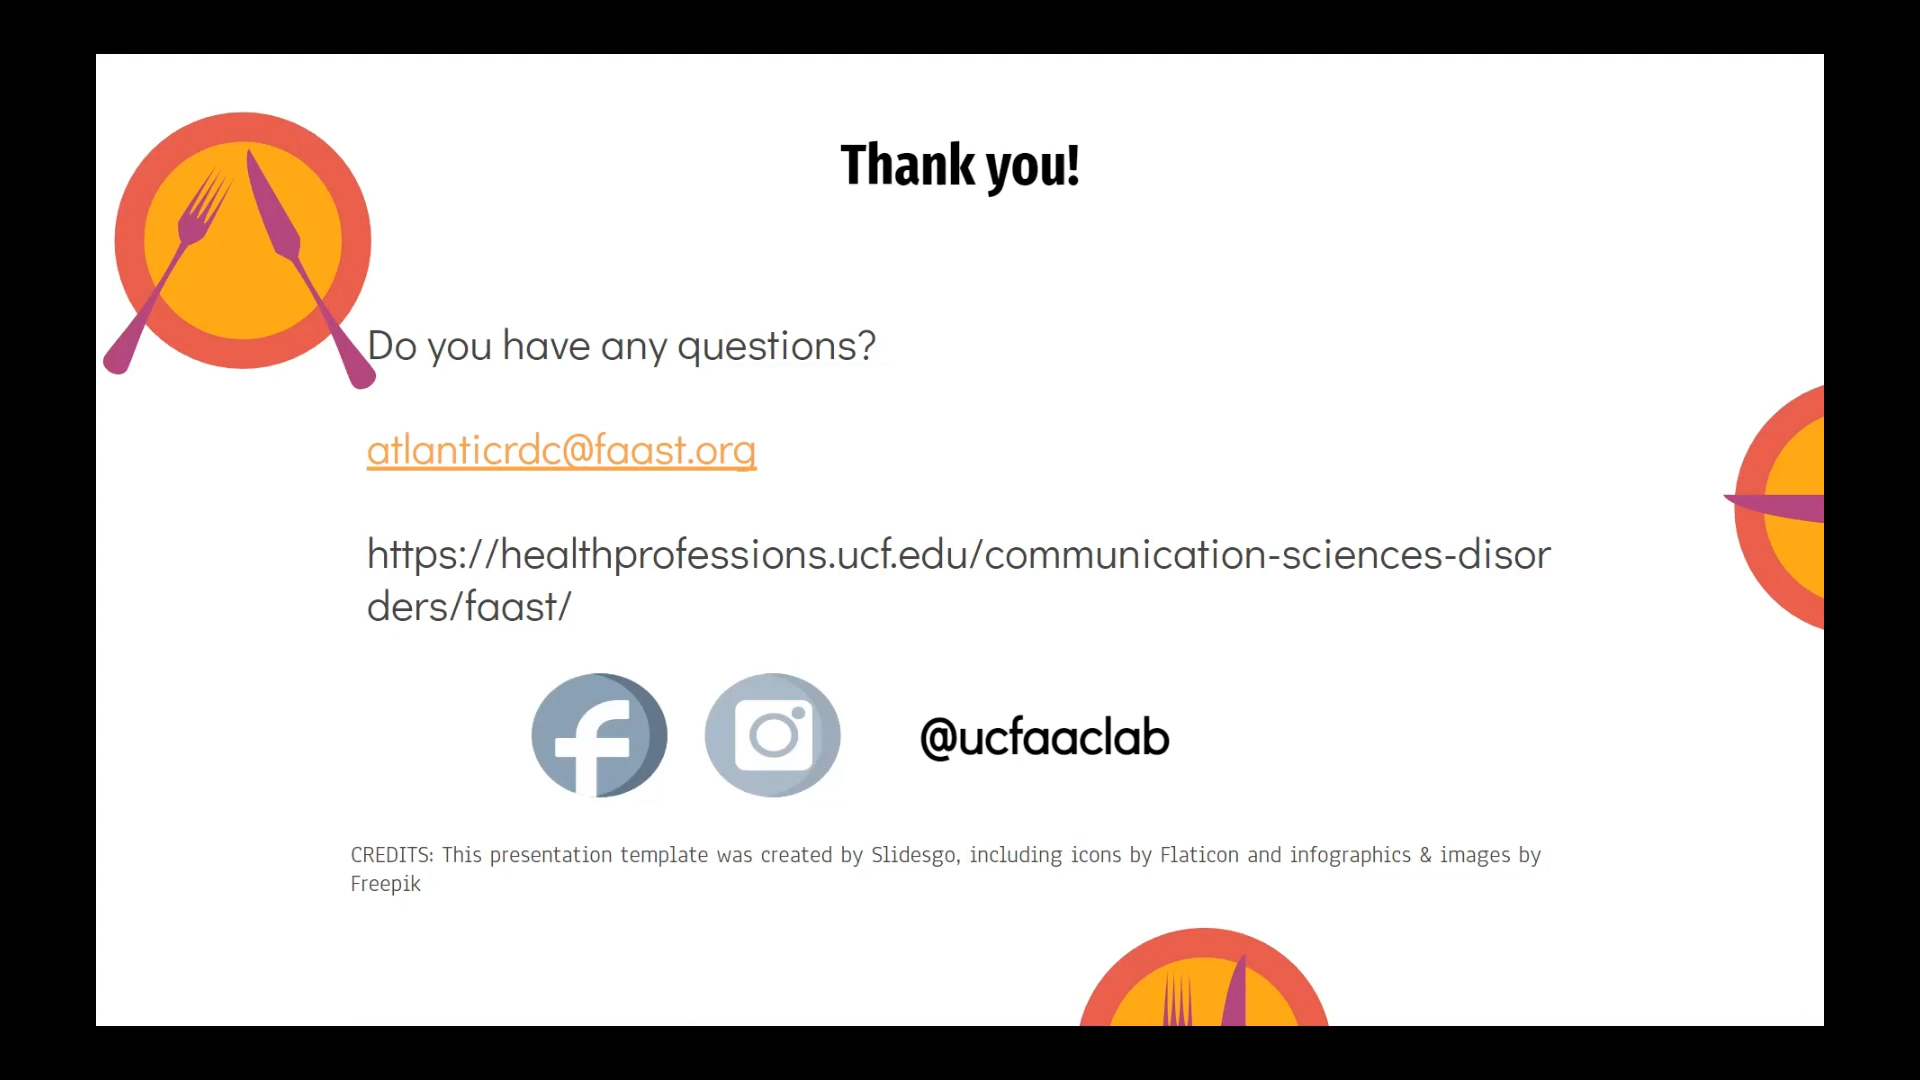 Thank you!
Do you have any questions?
atlanticrdc@faast.org
https://healthprofessions.ucf.edu/communication-sciences-disor
ders/faast/
@ucfaaclab
CREDITS: This presentation template was created by Slidesgo, including icons by Flaticon and infographics & images by
Freepik